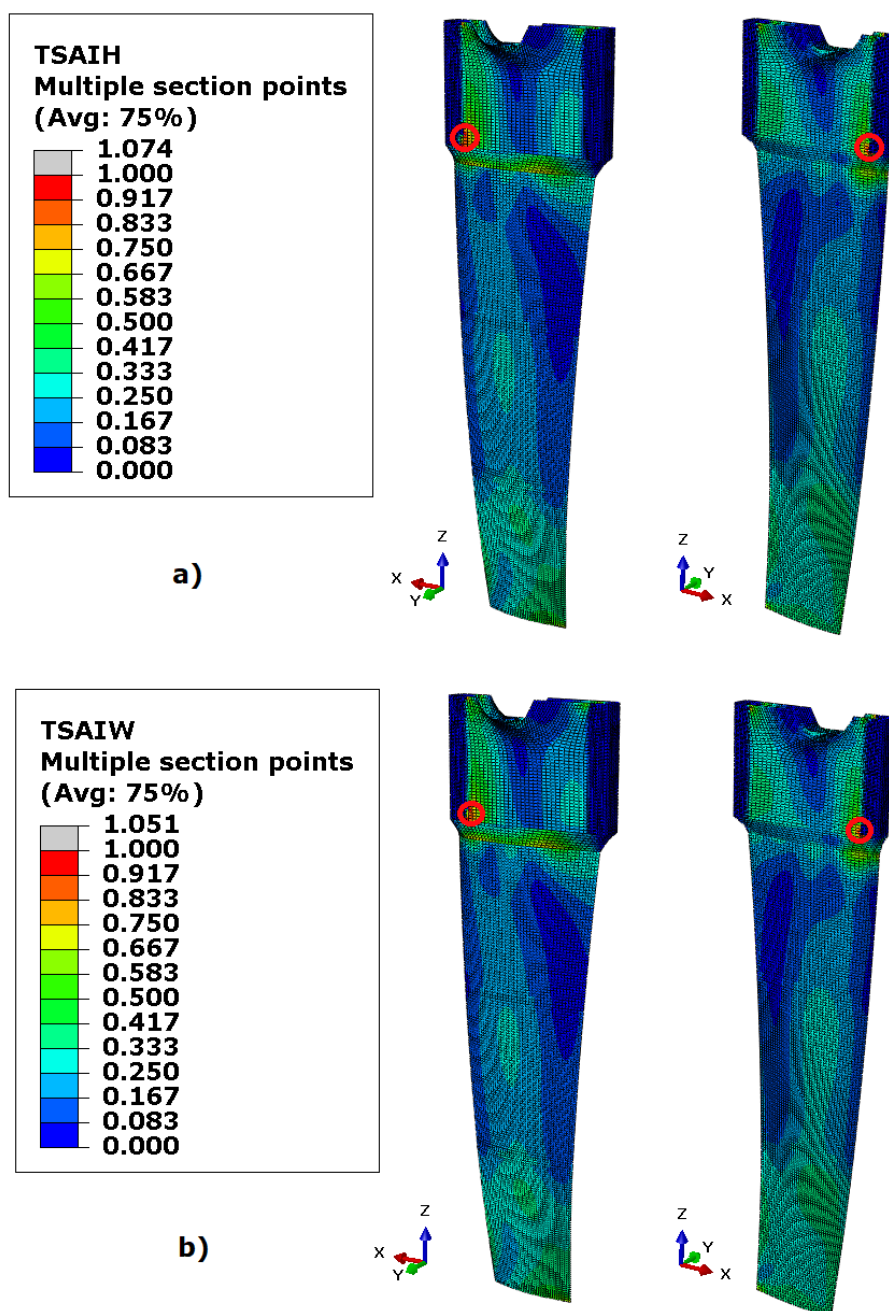 TSAIH
Multiple section points
(Avg: 75%)
1.074
1.000
0.917
0.833
0.750
0.667
0.583
0.500
0.417
0.333
0.250
0.167
0.083
0.000
Z
X
Y
Z
Y
X
a)
TSAIW
Multiple section points
(Avg: 75%)
1.051
1.000
0.917
0.833
0.750
0.667
0.583
0.500
0.417
0.333
0.250
0.167
0.083
0.000
Z
X
Y
Z
Y
X
b)